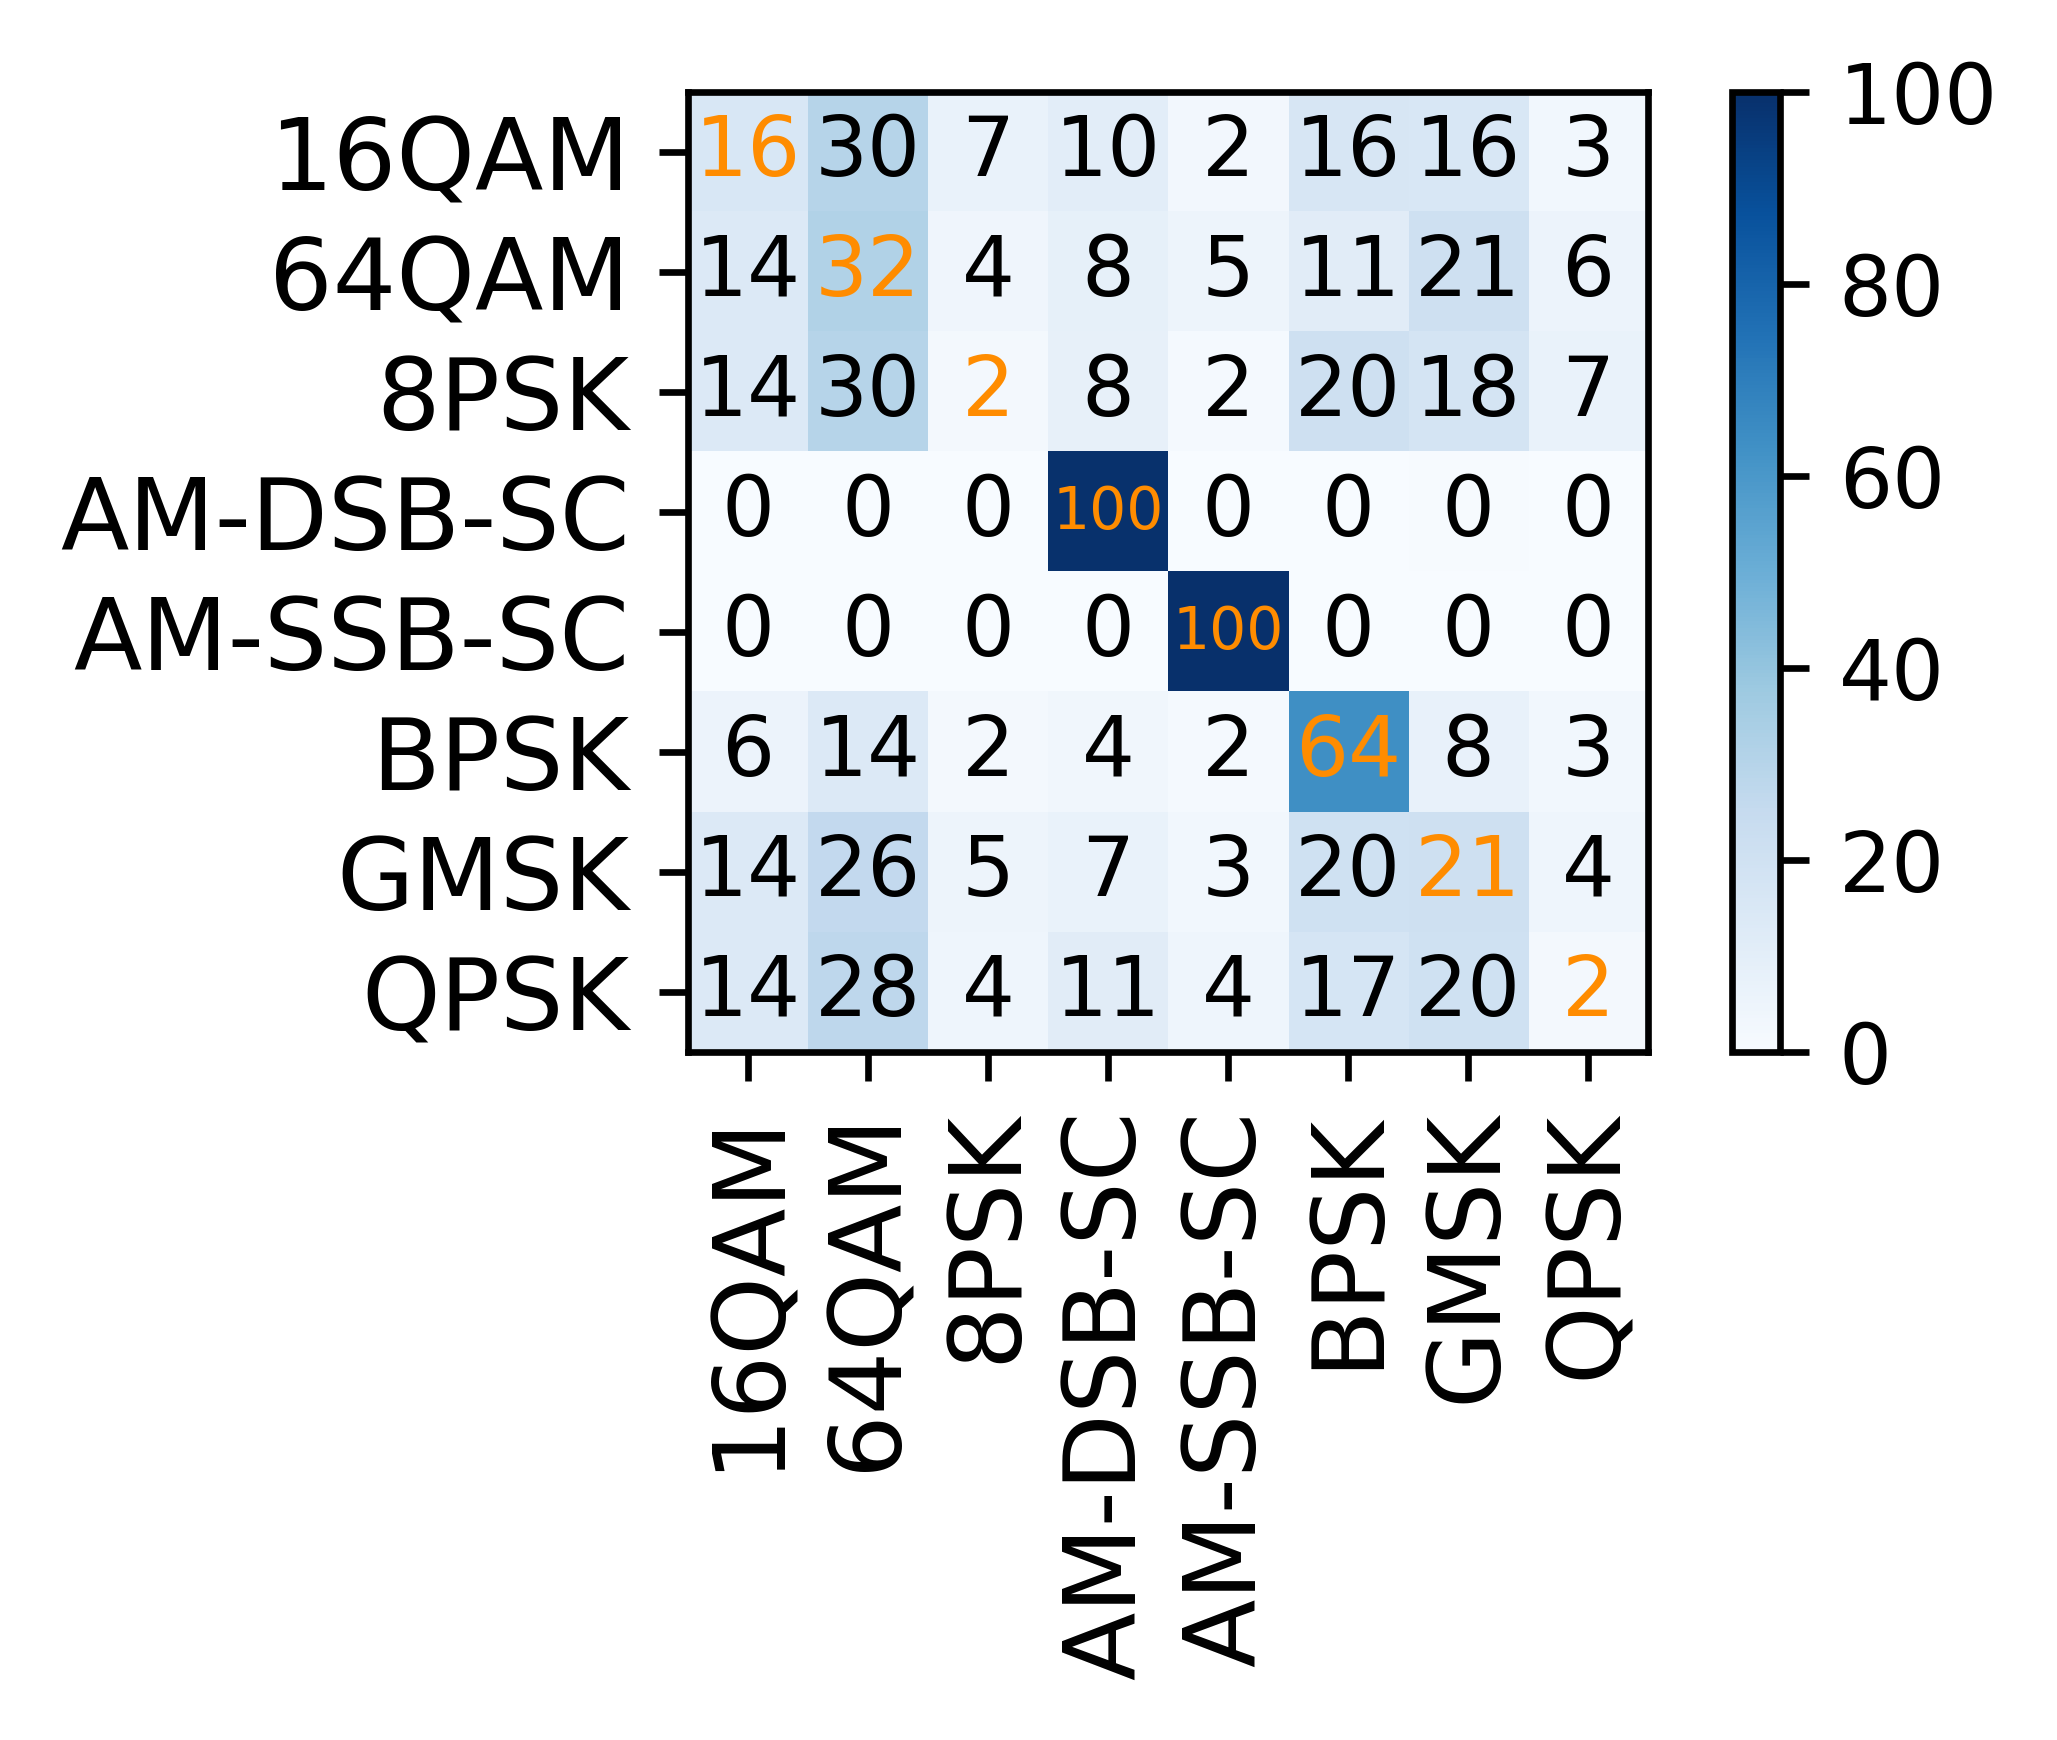 16QAM 16 30 7 10 2 16 16 3
64QAM 14 32 4 8 5 11 21 6
8PSK 14 30 2 8 2 20 18 7
AM-DSB-SC 0 0 0 100 0 0 0 0
AM-SSB-SC 0 0 0 0 100 0 0 0
BPSK 6 14 2 4 2 64 8 3
GMSK 14 26 5 7 3 20 21 4
QPSK 14 28 4 11 4 17 20 2
16QAM
64QAM
8PSK
AM-DSB-SC
AM-SSB-SC
BPSK
GMSK
QPSK
100
80
60
40
20
0